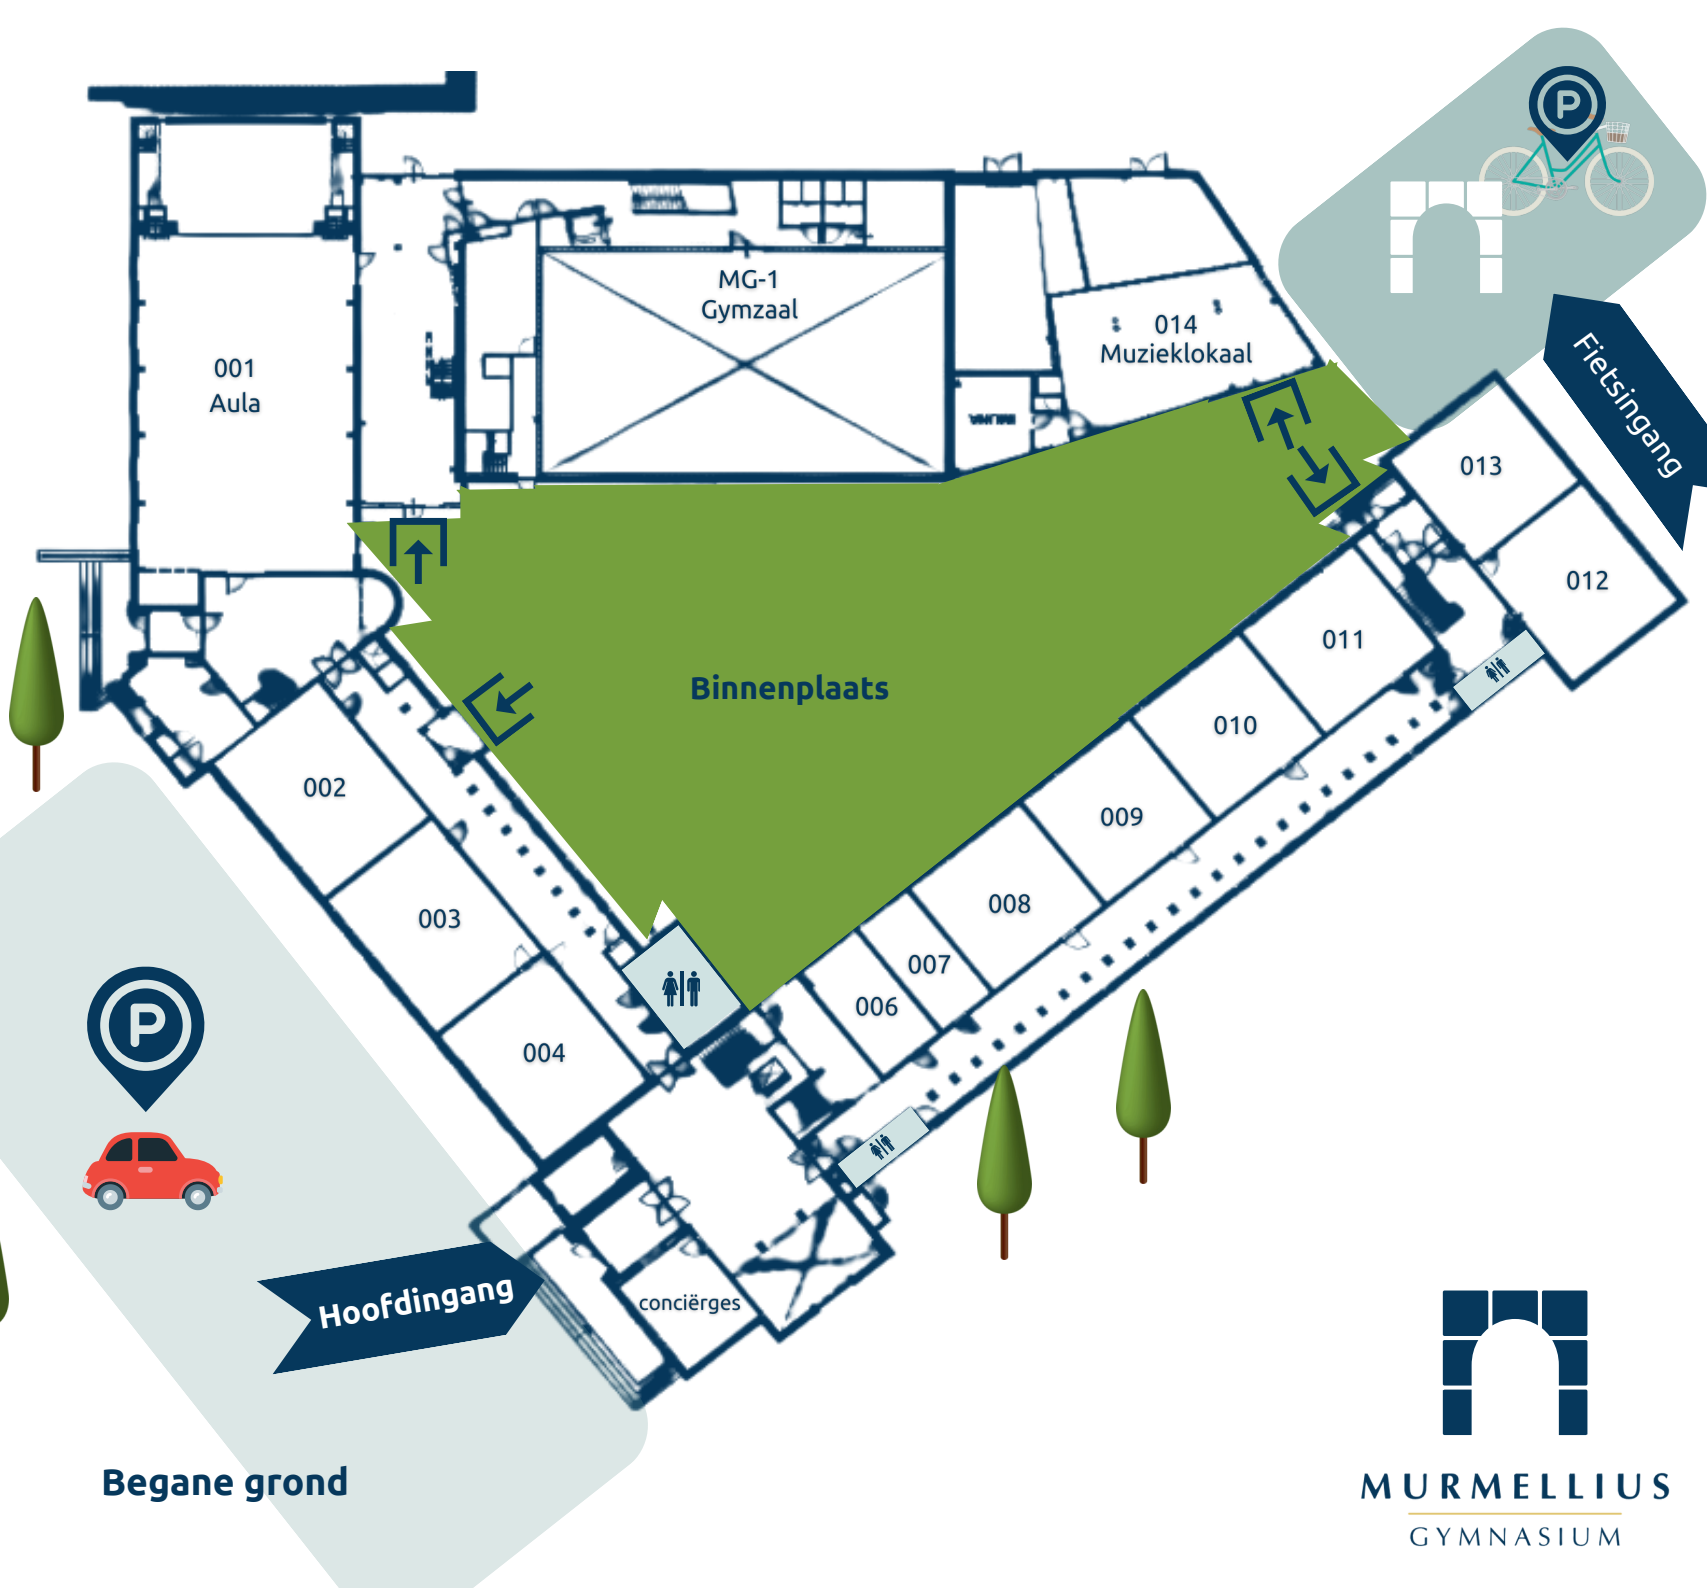 P
MG-1
Gymzaal
014
Muzieklokaal
001
Aula
Fietsingang
013
012
011
Binnenplaats
010
002
009
003
008
007
006
004
P
conciërges
Hoofdingang
Begane grond
MURMELLIUS
GYMNASIUM